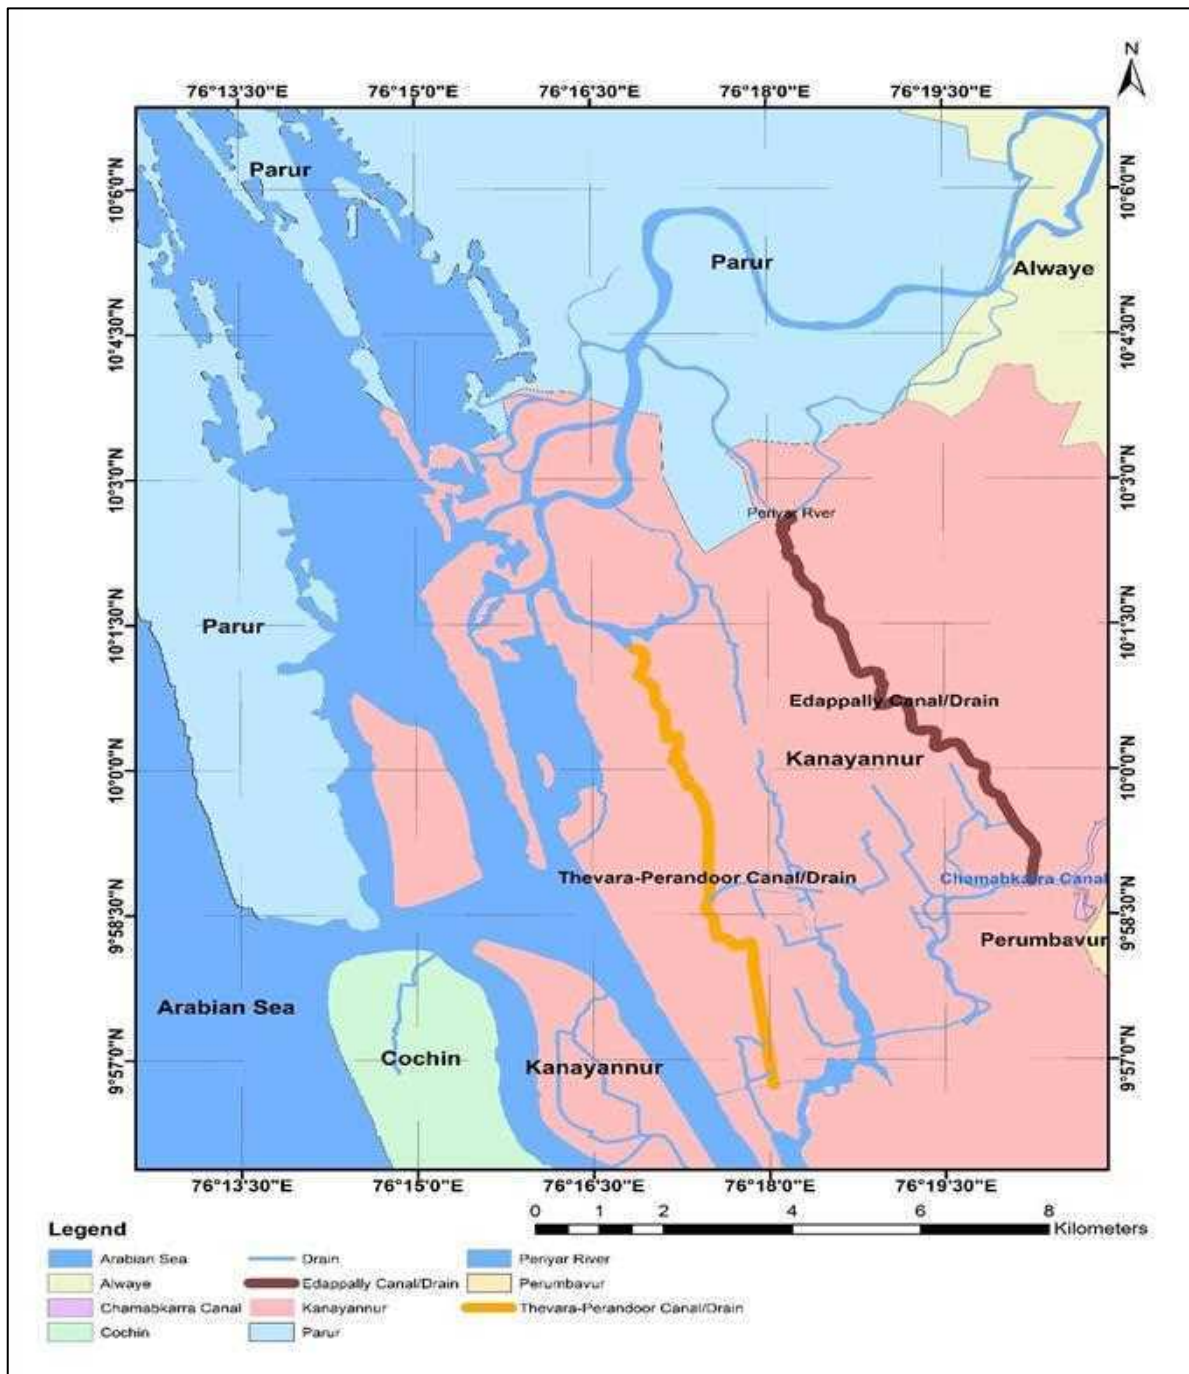 N
76°13'30"E 76°15'0"E 76°16'30"E 76°18'0"E 76°19'30"E
Parur
10°6'0"N
10°6'0"N
Parur
Alwaye
10°4'30"N
10°4'30"N
10°3'0"N
10°3'0"N
Periyar Rver
10°1'30"N
Parur
10°1'30"N
Edappally Canal/Drain
Kanayannur
10°0'0"N
10°0'0"N
Thevara-Perandoor Canal/Drain
Chamabkarra Canal
9°58'30"N
9°58'30"N
Perumbavur
Arabian Sea
9°57'0"N
Cochin
Kanayannur
9°57'0"N
76°13'30"E 76°15'0"E 76°16'30"E 76°18'0"E 76°19'30"E
0 1 2 4 6 8
Kilometers
Legend
Arabian Sea Drain Periyar River
Alwaye Edappally Canal/Drain Perumbavur
Chamabkarra Canal Kanayannur Thevara-Perandoor Canal/Drain
Cochin Parur